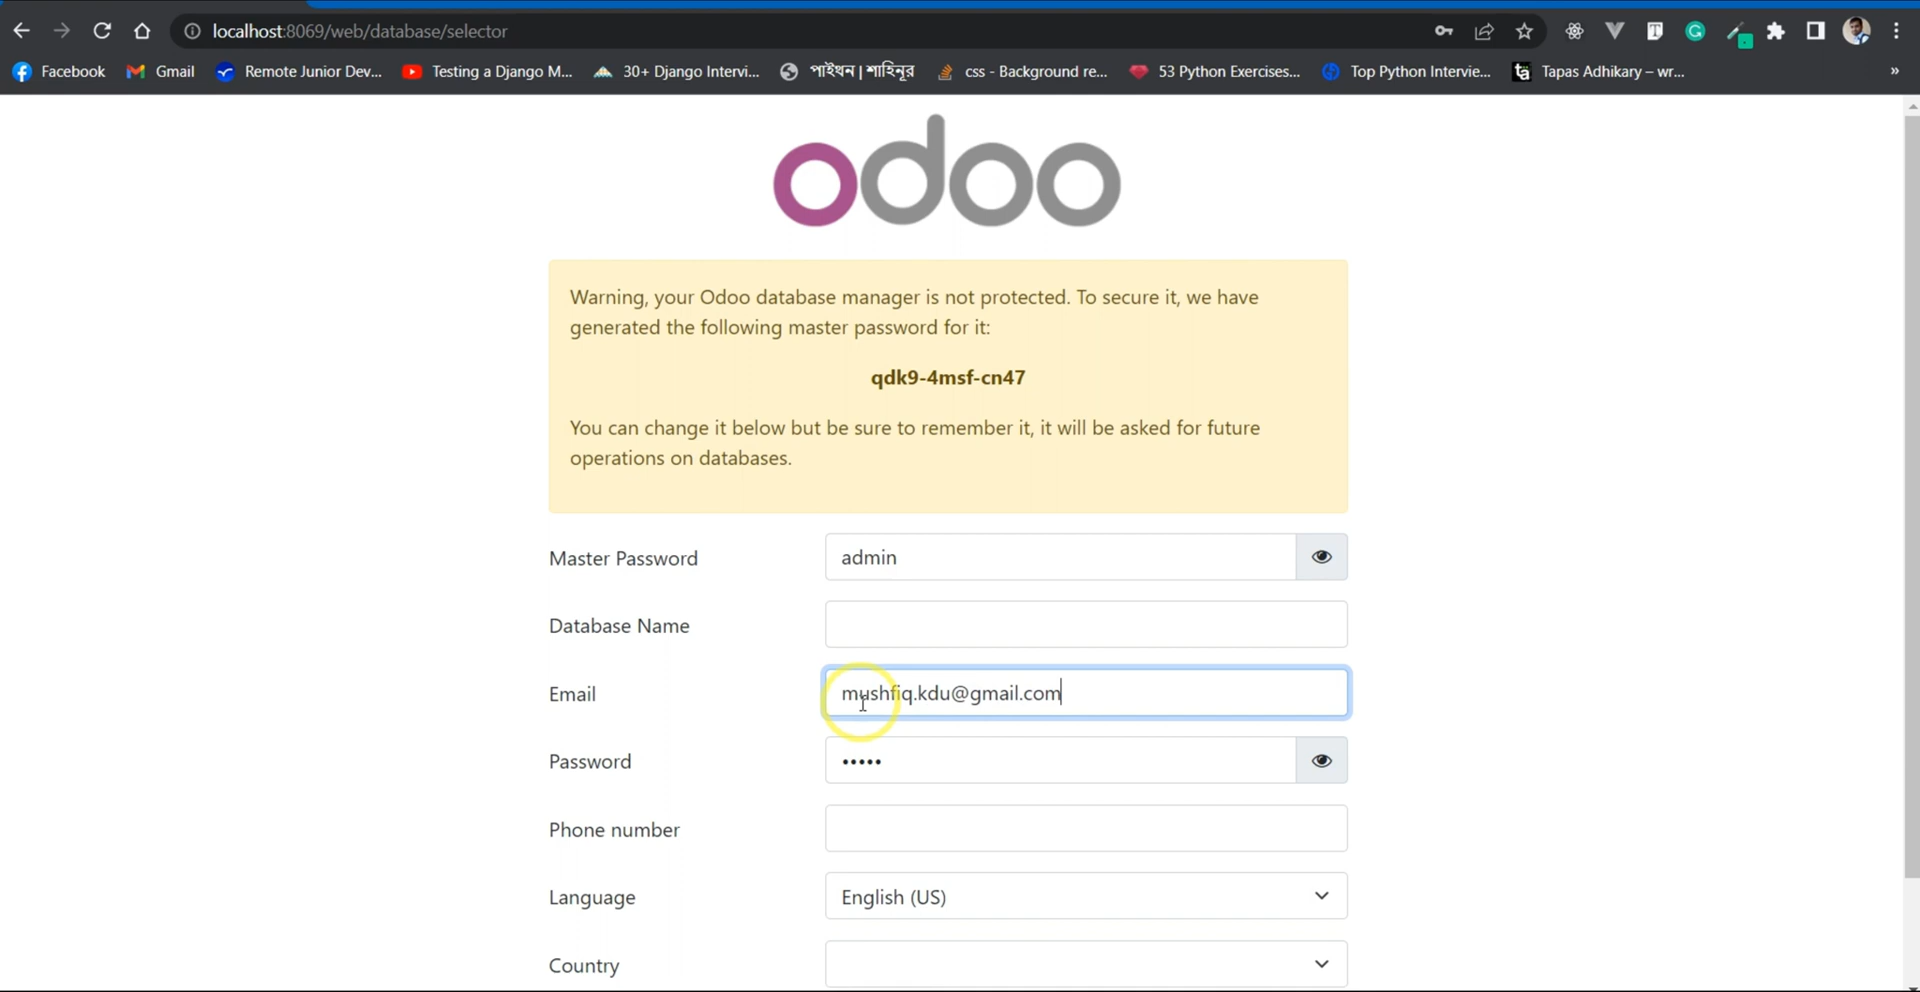 localhost:8069/web/database/selector
Facebook
Gmail
Remote Junior Dev...
Testing a Django M...
30+ Django Intervi...
পাইথন | শাহিনূর
css - Background re...
53 Python Exercises...
Top Python Intervie...
ta
Tapas Adhikary – wr...
»
odoo
Warning, your Odoo database manager is not protected. To secure it, we have
generated the following master password for it:
qdk9-4msf-cn47
You can change it below but be sure to remember it, it will be asked for future
operations on databases.
Master Password
admin
Database Name
Email
mushfiq.kdu@gmail.com
Password
•••••
Phone number
Language
English (US)
Country